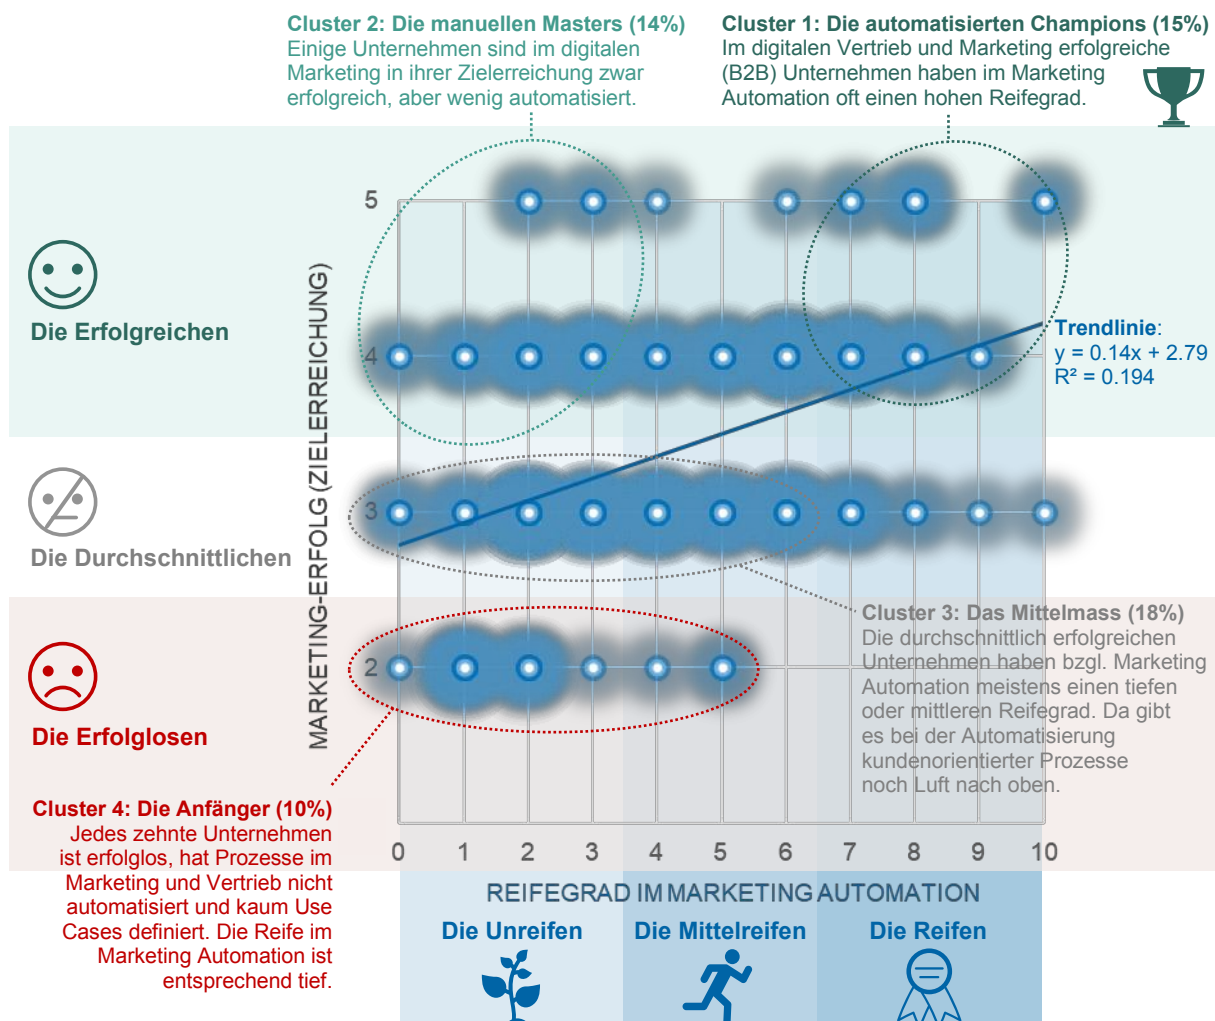 Cluster 2: Die manuellen Masters (14%)
Einige Unternehmen sind im digitalen
Marketing in ihrer Zielerreichung zwar
erfolgreich, aber wenig automatisiert.
Cluster 1: Die automatisierten Champions (15%)
Im digitalen Vertrieb und Marketing erfolgreiche
(B2B) Unternehmen haben im Marketing
Automation oft einen hohen Reifegrad.
Die Erfolgreichen
Die Durchschnittlichen
Die Erfolglosen
MARKETING-ERFOLG (ZIELERREICHUNG)
5
4
3
2
Trendlinie:
y = 0.14x + 2.79
R² = 0.194
Cluster 3: Das Mittelmass (18%)
Die durchschnittlich erfolgreichen
Unternehmen haben bzgl. Marketing
Automation meistens einen tiefen
oder mittleren Reifegrad. Da gibt
es bei der Automatisierung
kundenorientierter Prozesse
noch Luft nach oben.
Cluster 4: Die Anfänger (10%)
Jedes zehnte Unternehmen
ist erfolglos, hat Prozesse im
Marketing und Vertrieb nicht
automatisiert und kaum Use
Cases definiert. Die Reife im
Marketing Automation ist
entsprechend tief.
0 1 2 3 4 5 6 7 8 9 10
REIFEGRAD IM MARKETING AUTOMATION
Die Unreifen
Die Mittelreifen
Die Reifen